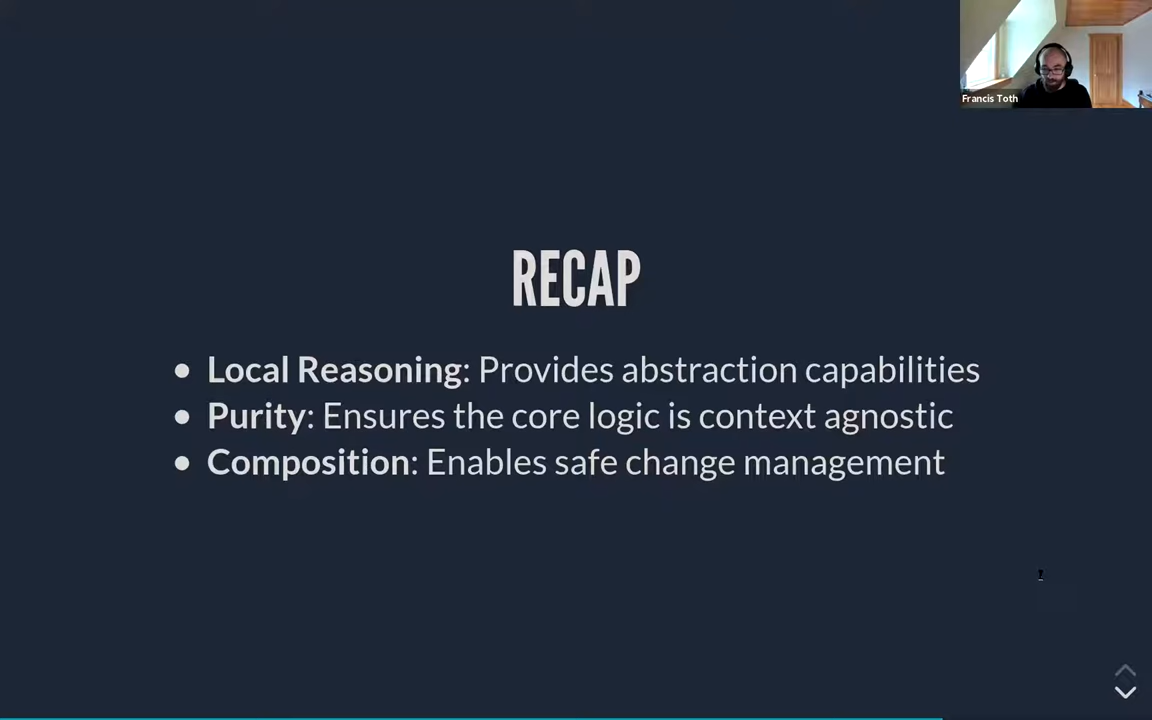 Francis Toth
RECAP
• Local Reasoning: Provides abstraction capabilities
• Purity: Ensures the core logic is context agnostic
• Composition: Enables safe change management